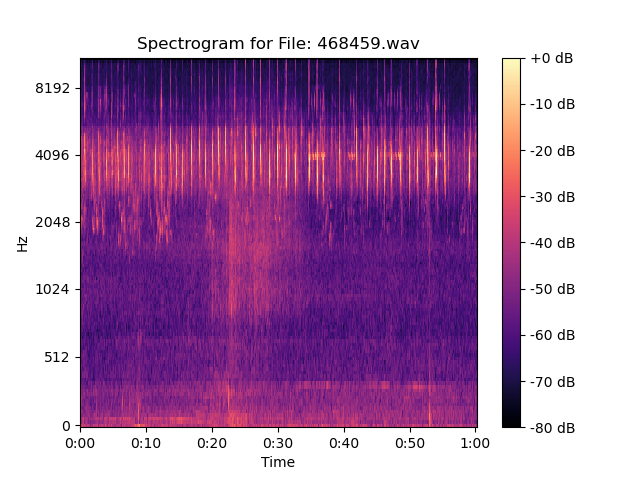 Spectrogram for File: 468459.wav
8192
4096
2048
1024
512
0
Hz
0:00
0:10
0:20
0:30
0:40
0:50
1:00
Time
+0 dB
-10 dB
-20 dB
-30 dB
-40 dB
-50 dB
-60 dB
-70 dB
-80 dB